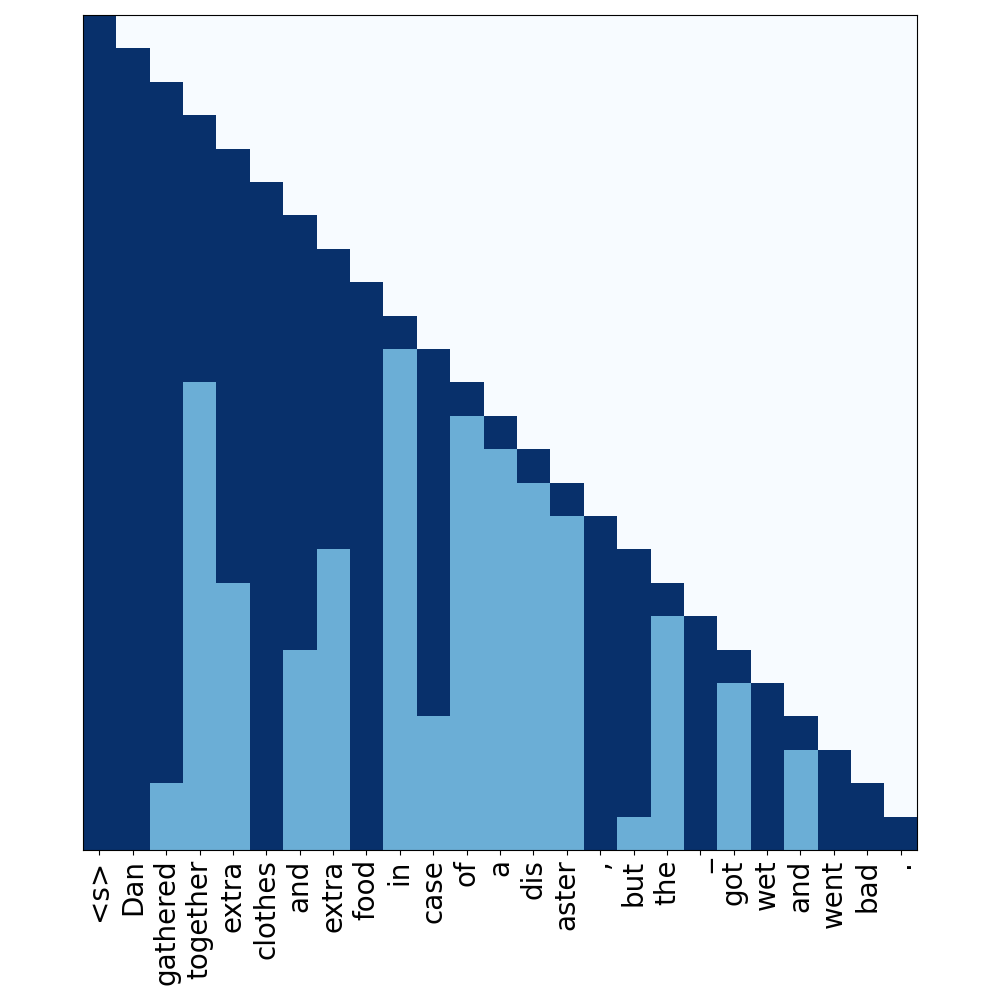 <s> Dan gathered together extra clothes and extra food in case of a dis aster , but the _ got wet and went bad .